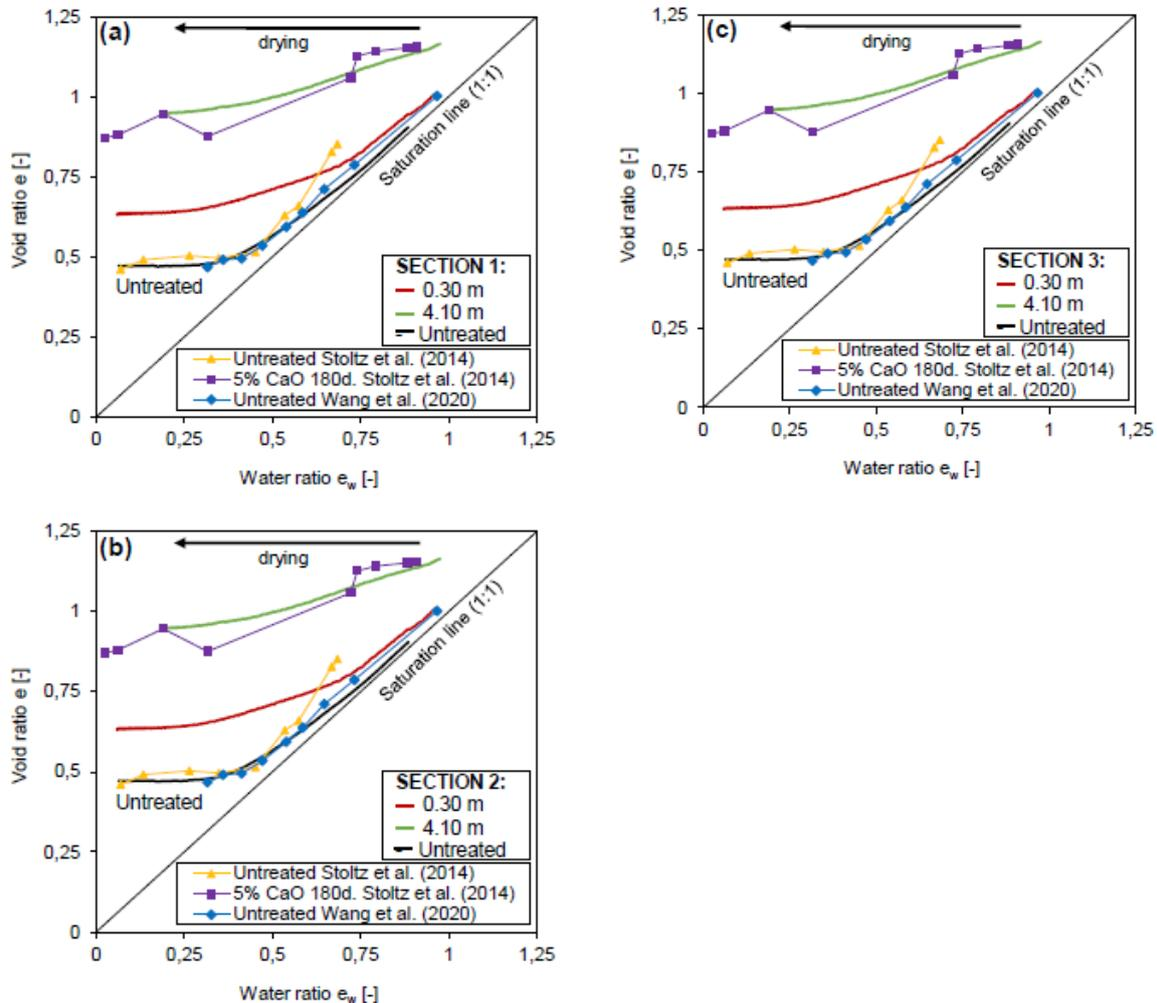 (a)
drying
1,25
1
0,75
0,5
0,25
0
Void ratio e [-]
Saturation line (1:1)
Untreated
SECTION 1:
0.30 m
4.10 m
Untreated
Untreated Stoltz et al. (2014)
5% CaO 180d. Stoltz et al. (2014)
Untreated Wang et al. (2020)
0 0,25 0,5 0,75 1 1,25
Water ratio ew [-]
(c)
drying
1,25
1
0,75
0,5
0,25
0
Void ratio e [-]
Saturation line (1:1)
Untreated
SECTION 3:
0.30 m
4.10 m
Untreated
Untreated Stoltz et al. (2014)
5% CaO 180d. Stoltz et al. (2014)
Untreated Wang et al. (2020)
0 0,25 0,5 0,75 1 1,25
Water ratio ew [-]
(b)
drying
1,25
1
0,75
0,5
0,25
0
Void ratio e [-]
Saturation line (1:1)
Untreated
SECTION 2:
0.30 m
4.10 m
Untreated
Untreated Stoltz et al. (2014)
5% CaO 180d. Stoltz et al. (2014)
Untreated Wang et al. (2020)
0 0,25 0,5 0,75 1 1,25
Water ratio ew [-]